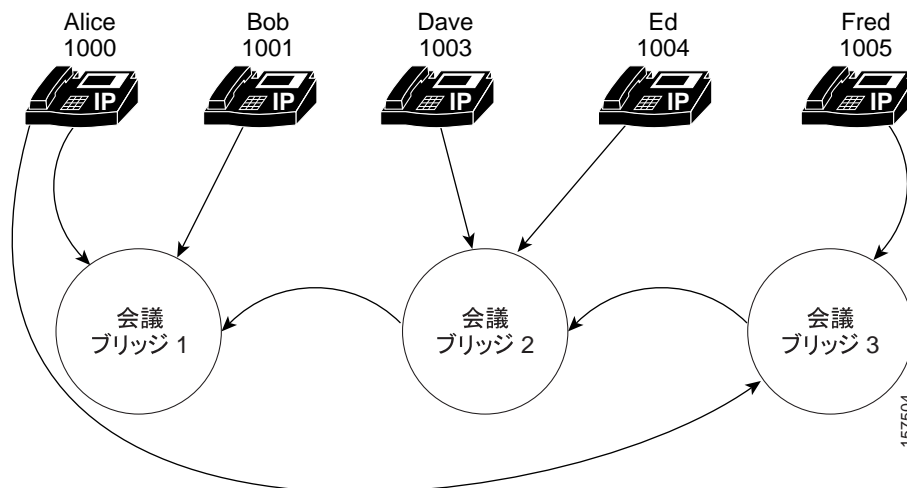 Alice
1000
Bob
1001
Dave
1003
Ed
1004
Fred
1005
IP
IP
IP
IP
IP
会議
ブリッジ 1
会議
ブリッジ 2
会議
ブリッジ 3
157504